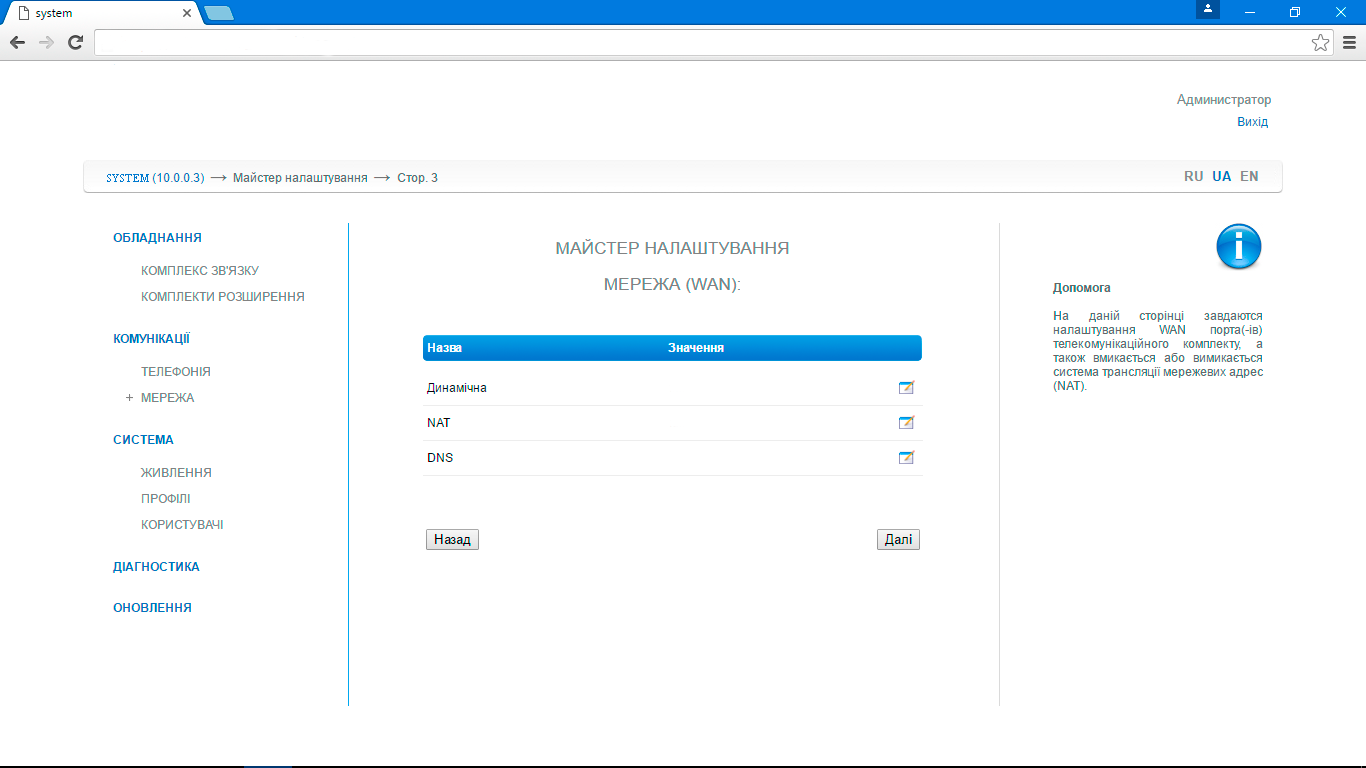 system
Администратор
Вихід
SYSTEM (10.0.0.3) → Майстер налаштування → Стор. 3
RU UA EN
ОБЛАДНАННЯ
КОМПЛЕКС ЗВ'ЯЗКУ
КОМПЛЕКТИ РОЗШИРЕННЯ
КОМУНІКАЦІЇ
ТЕЛЕФОНІЯ
+ МЕРЕЖА
СИСТЕМА
ЖИВЛЕННЯ
ПРОФІЛІ
КОРИСТУВАЧІ
ДІАГНОСТИКА
ОНОВЛЕННЯ
МАЙСТЕР НАЛАШТУВАННЯ
МЕРЕЖА (WAN):
Назва Значення
Динамічна
NAT
DNS
Назад Далі
Допомога
На даній сторінці завдаются
налаштування WAN порта(-ів)
телекомунікаційного комплекту, а
також вмикається або вимикається
система трансляції мережевих адрес
(NAT).